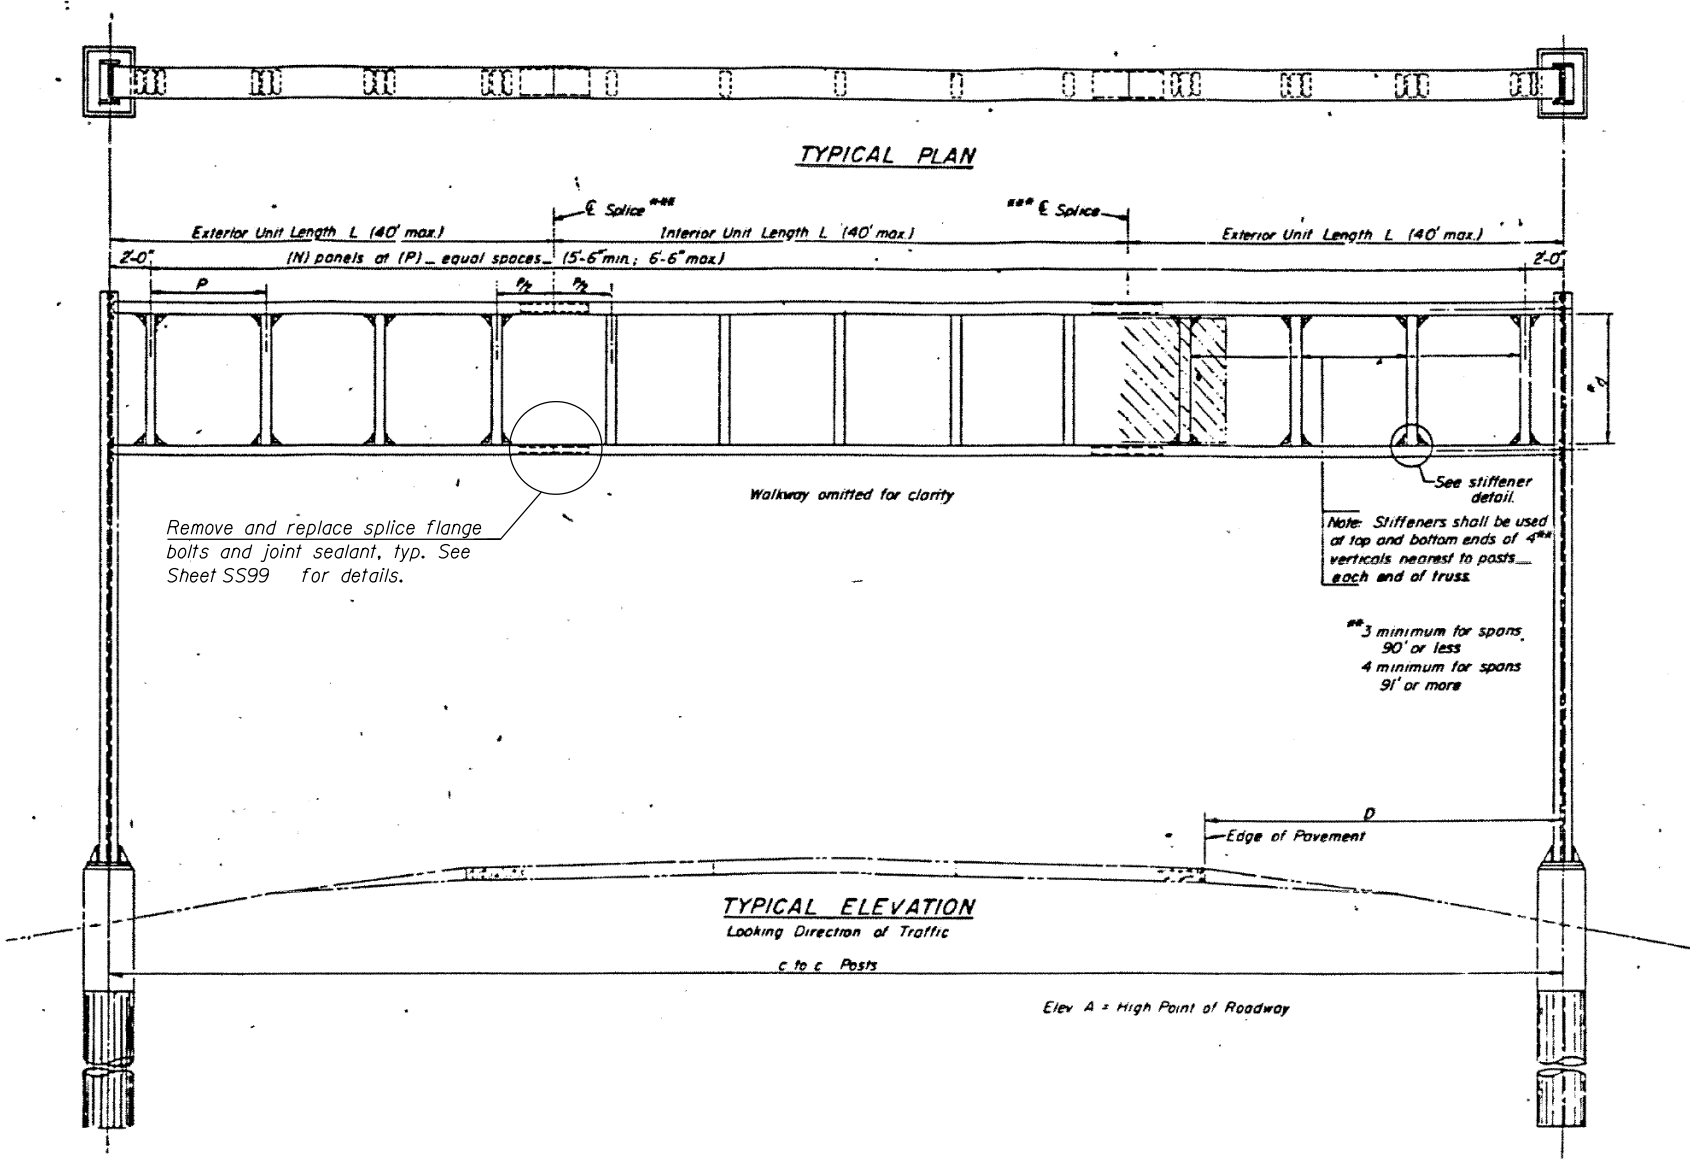 TYPICAL PLAN
℄ Splice ***
*** ℄ Splice
Exterior Unit Length L (40' max.)
Interior Unit Length L (40' max.)
Exterior Unit Length L (40' max.)
2'-0"
(N) panels at (P) _ equal spaces _ (5'-6" min; 6'-6" max)
2'-0"
P
P/2
P/2
*d
Walkway omitted for clarity
See stiffener
detail.
Remove and replace splice flange
bolts and joint sealant, typ. See
Sheet SS99 for details.
Note: Stiffeners shall be used
at top and bottom ends of 4**
verticals nearest to posts __
each end of truss.
**3 minimum for spans
90' or less
4 minimum for spans
91' or more
D
Edge of Pavement
TYPICAL ELEVATION
Looking Direction of Traffic
c to c Posts
Elev A = High Point of Roadway